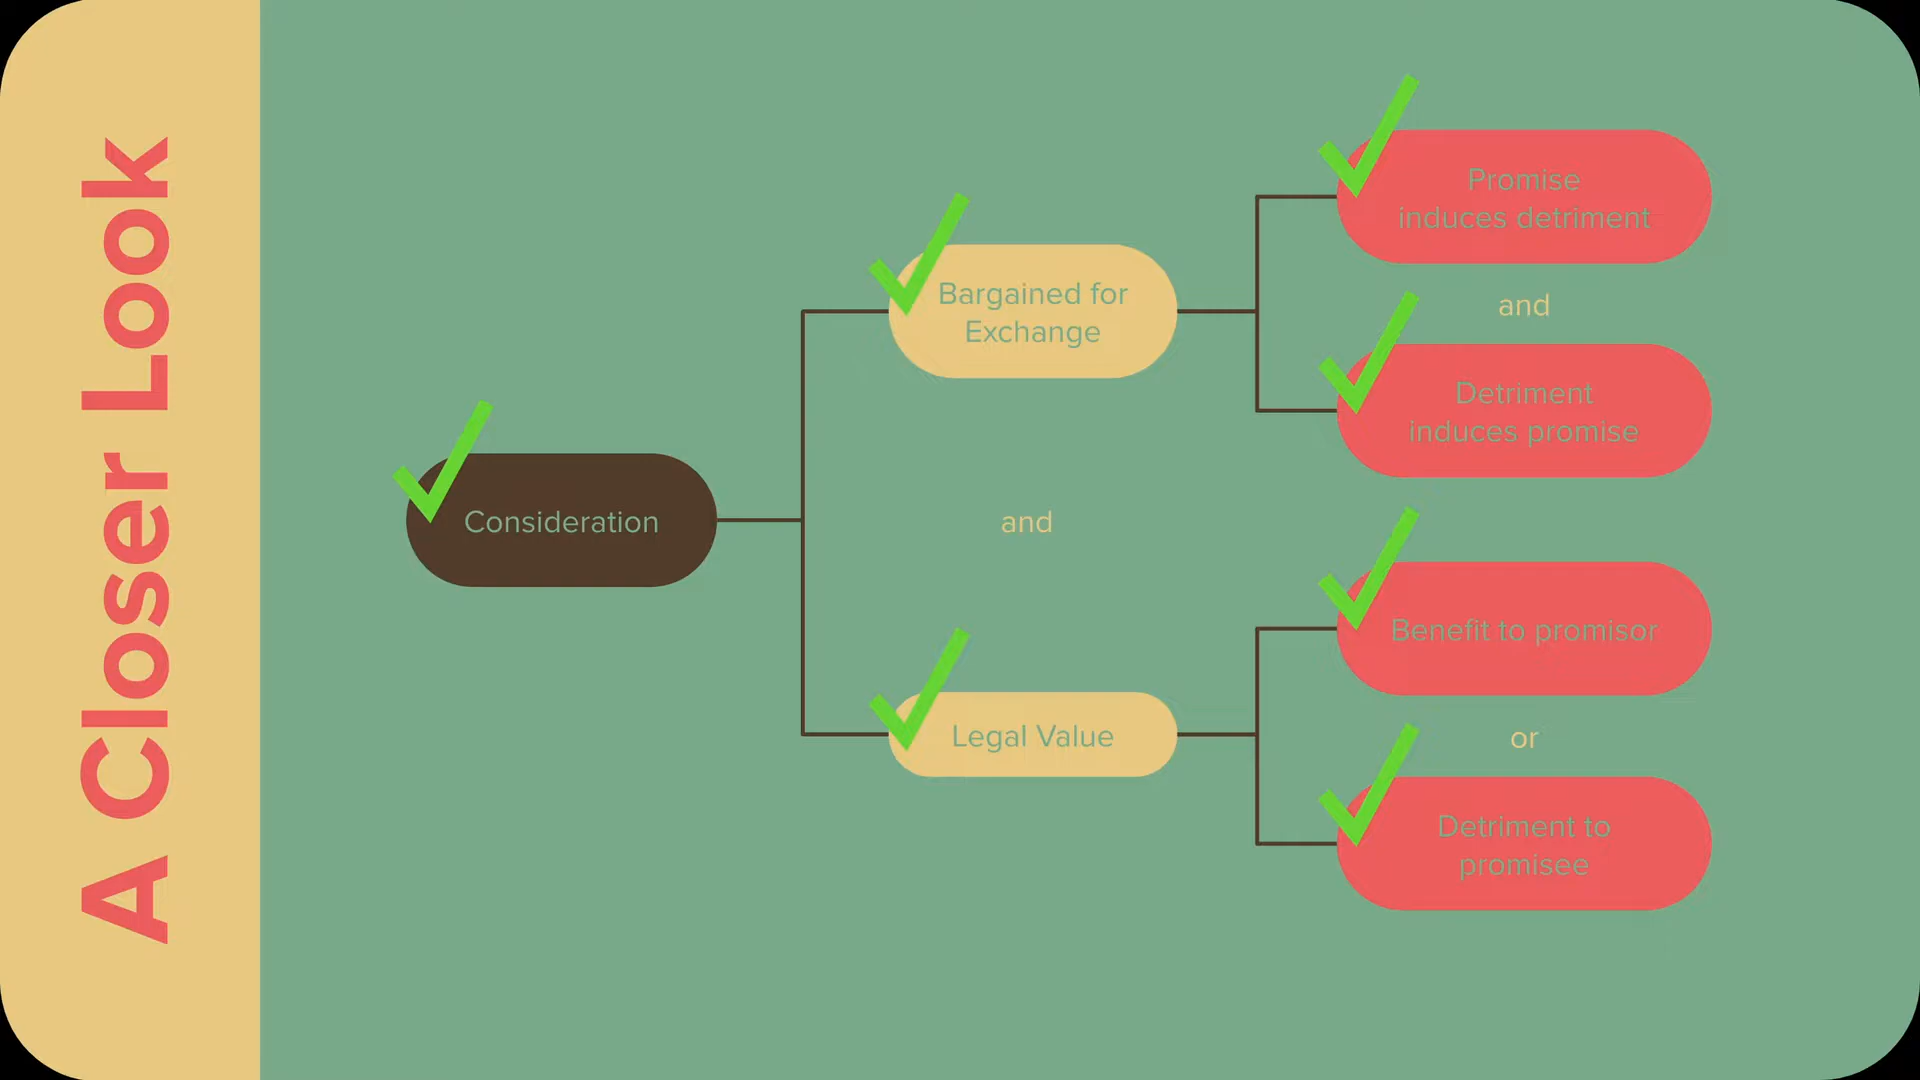 A Closer Look
Consideration
Bargained for
Exchange
and
Legal Value
Promise
induces detriment
and
Detriment
induces promise
Benefit to promisor
or
Detriment to
promisee